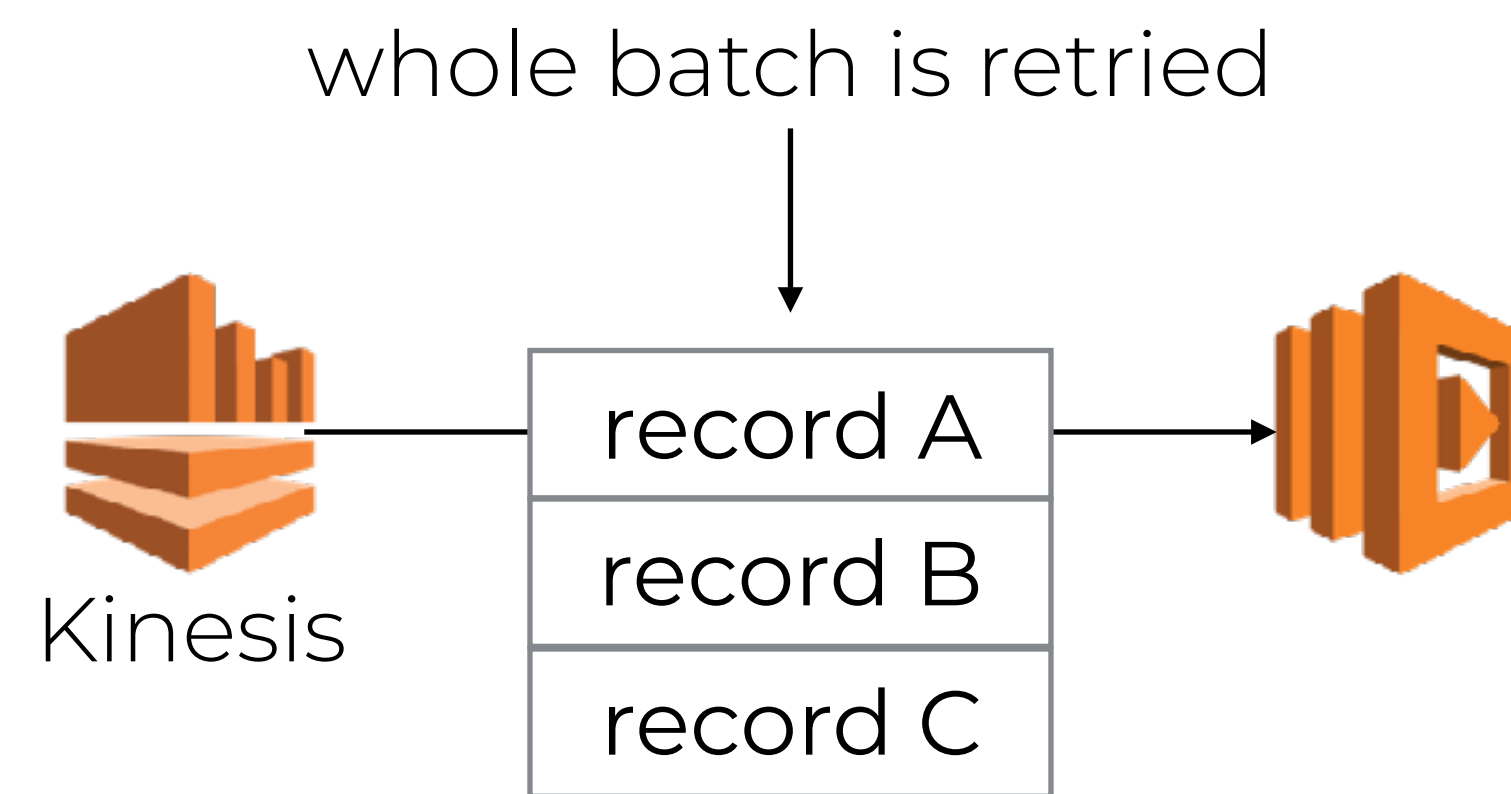 whole batch is retried
record A
record B
Kinesis
record C